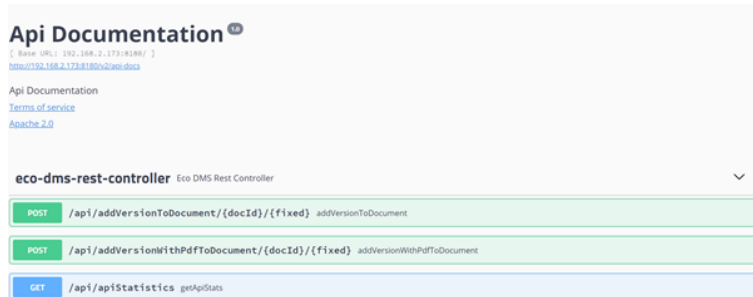 Api Documentation 1.0
[ Base URL: 192.168.2.173:8180/ ]
http://192.168.2.173:8180/v2/api-docs
Api Documentation
Terms of service
Apache 2.0
eco-dms-rest-controller Eco DMS Rest Controller
POST /api/addVersionToDocument/{docId}/{fixed} addVersionToDocument
POST /api/addVersionWithPdfToDocument/{docId}/{fixed} addVersionWithPdfToDocument
GET /api/apiStatistics getApiStats